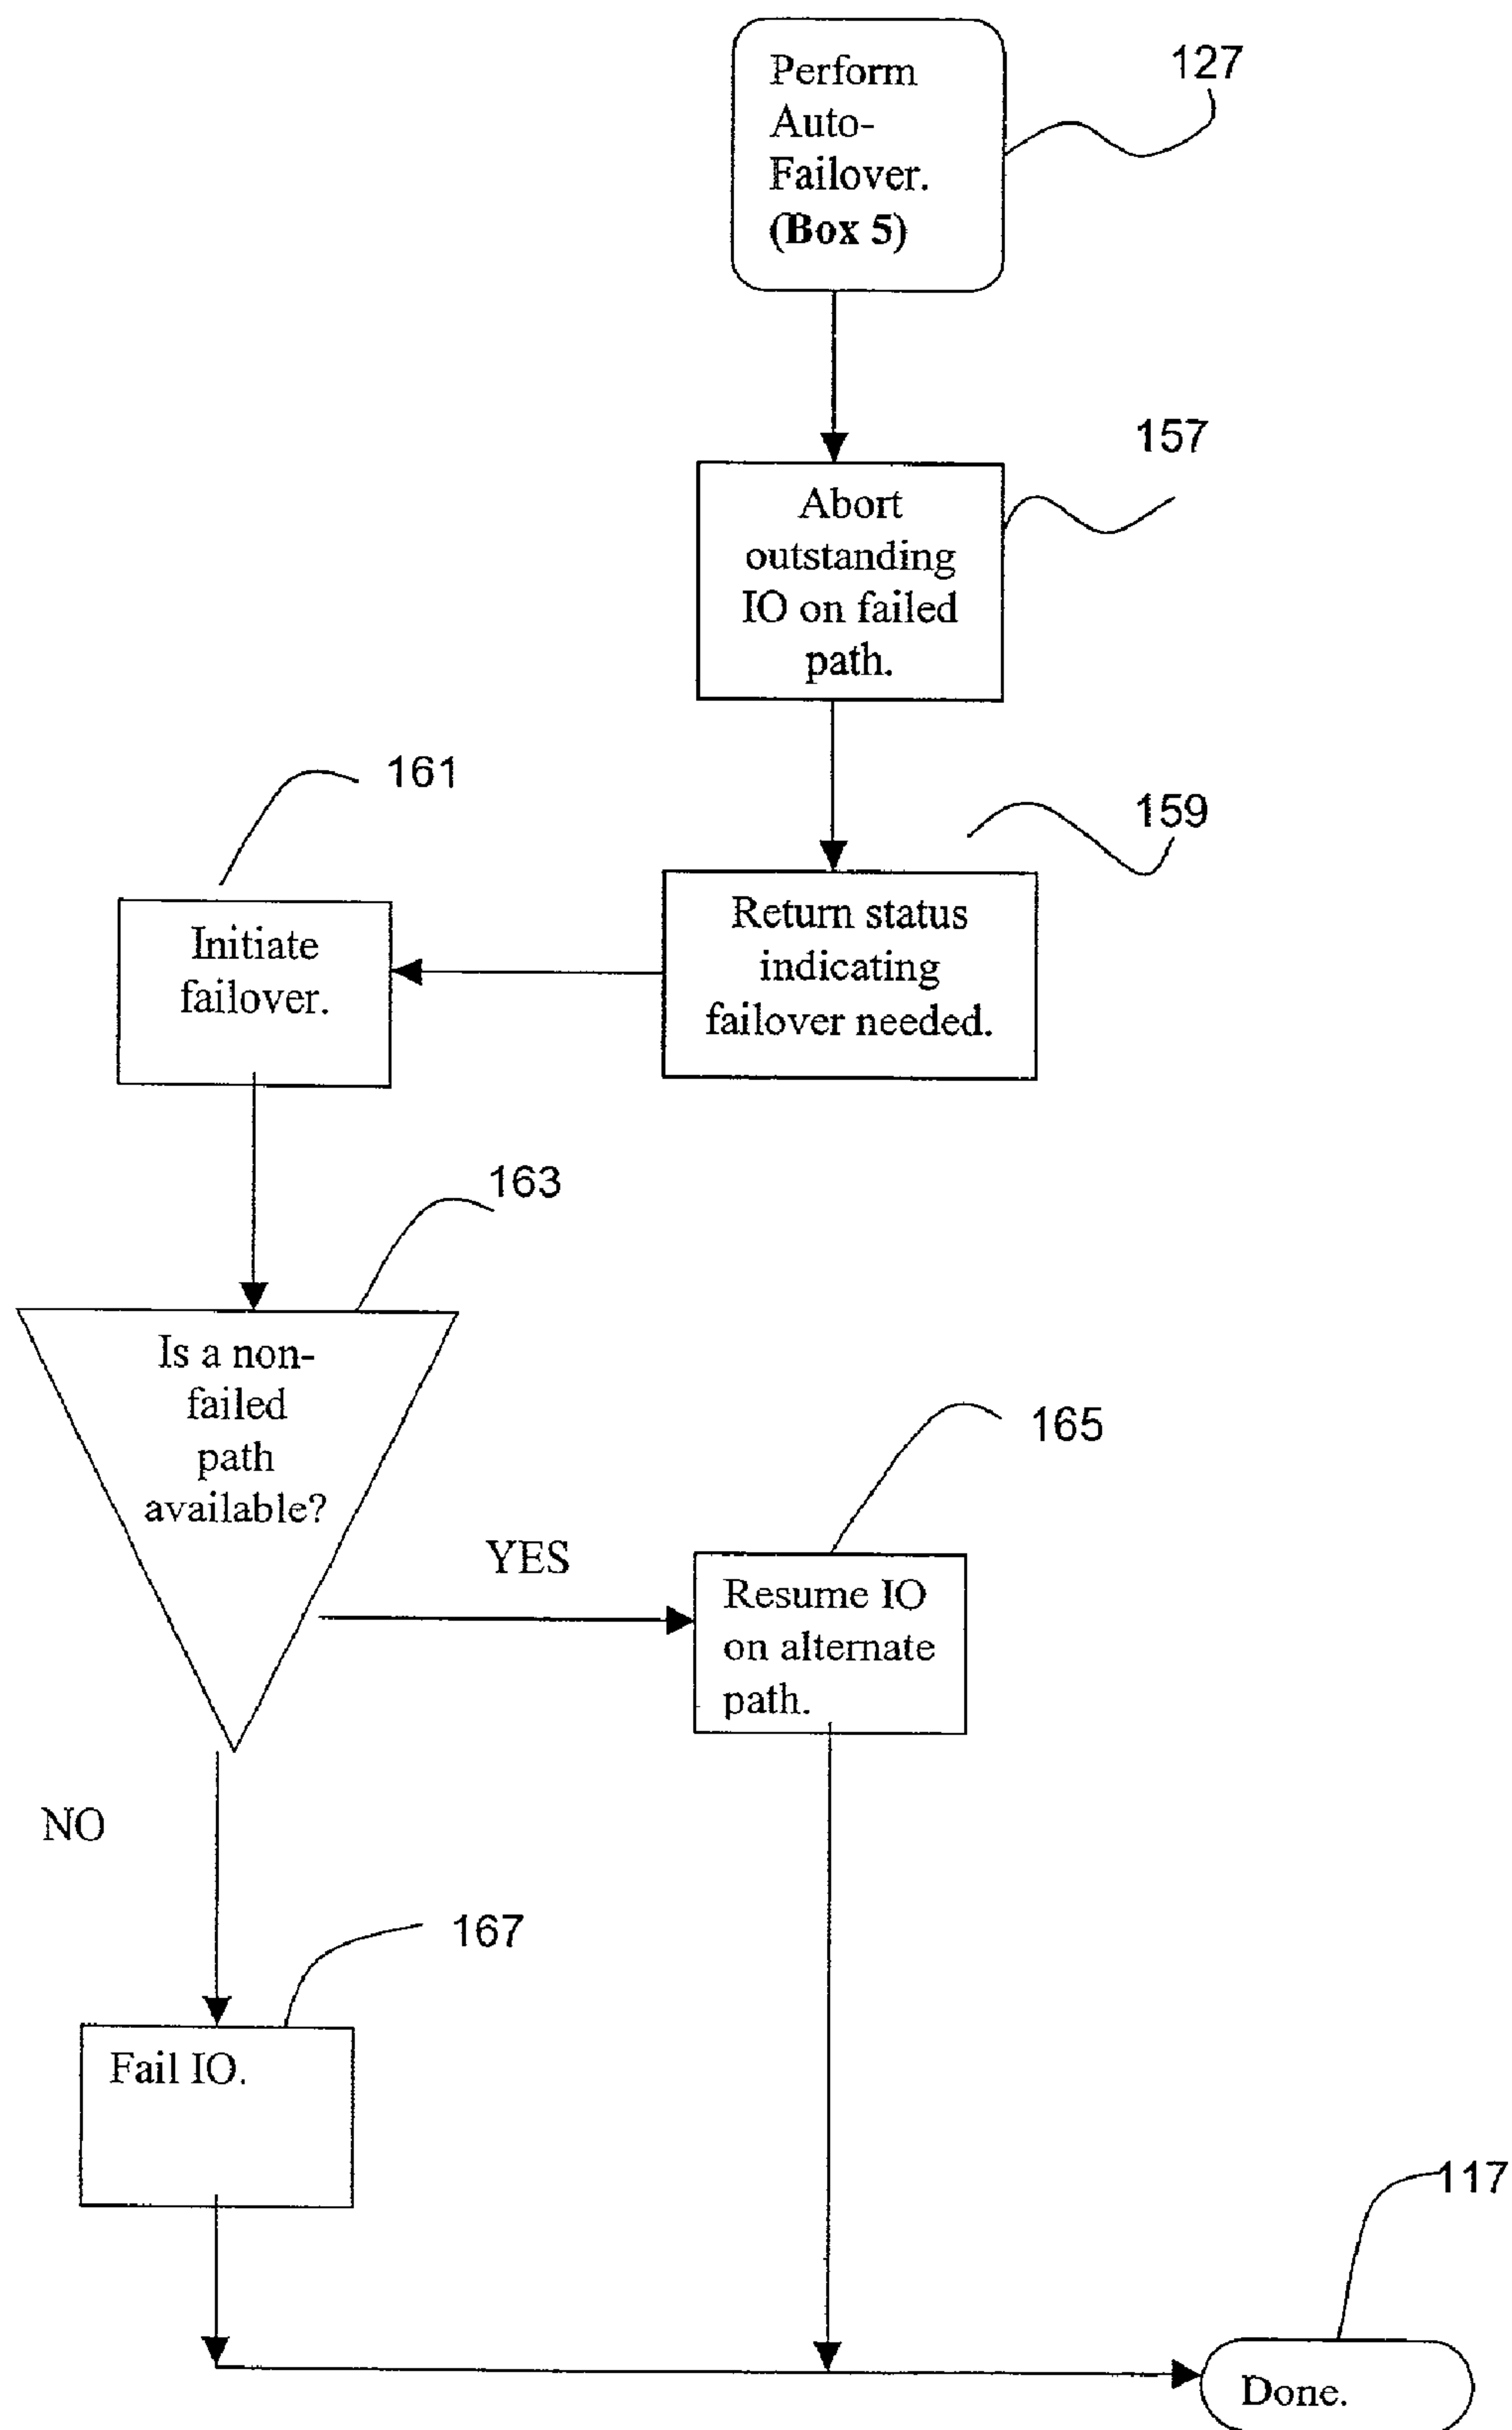 Perform
Auto-
Failover.
(Box 5)
127
Abort
outstanding
IO on failed
path.
157
161
159
Initiate
failover.
Return status
indicating
failover needed.
163
Is a non-
failed
path
available?
165
YES
Resume IO
on alternate
path.
NO
167
Fail IO.
117
Done.